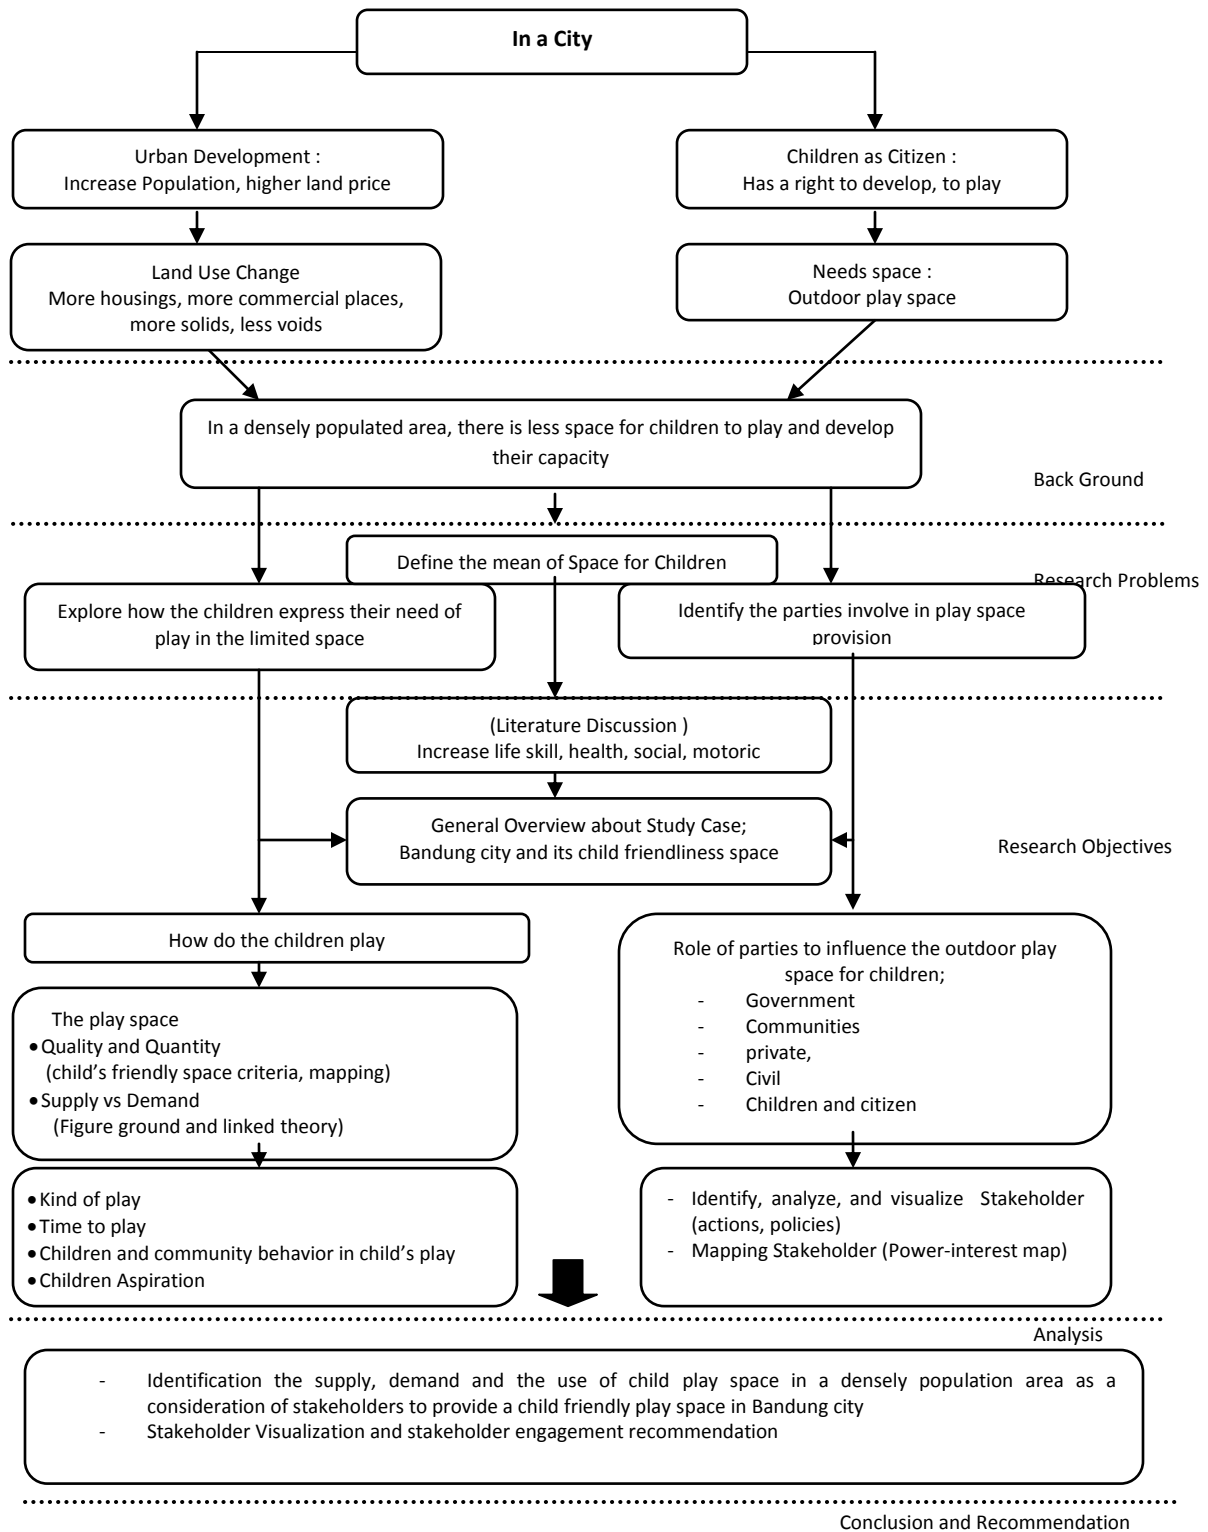 In a City
Urban Development :
Increase Population, higher land price
Children as Citizen :
Has a right to develop, to play
Land Use Change
More housings, more commercial places,
more solids, less voids
Needs space :
Outdoor play space
In a densely populated area, there is less space for children to play and develop
their capacity
Back Ground
Define the mean of Space for Children
Research Problems
Explore how the children express their need of
play in the limited space
Identify the parties involve in play space
provision
(Literature Discussion )
Increase life skill, health, social, motoric
General Overview about Study Case;
Bandung city and its child friendliness space
Research Objectives
How do the children play
The play space
• Quality and Quantity
(child’s friendly space criteria, mapping)
• Supply vs Demand
(Figure ground and linked theory)
Role of parties to influence the outdoor play
space for children;
- Government
- Communities
- private,
- Civil
- Children and citizen
• Kind of play
• Time to play
• Children and community behavior in child’s play
• Children Aspiration
- Identify, analyze, and visualize Stakeholder
(actions, policies)
- Mapping Stakeholder (Power-interest map)
Analysis
- Identification the supply, demand and the use of child play space in a densely population area as a
consideration of stakeholders to provide a child friendly play space in Bandung city
- Stakeholder Visualization and stakeholder engagement recommendation
Conclusion and Recommendation